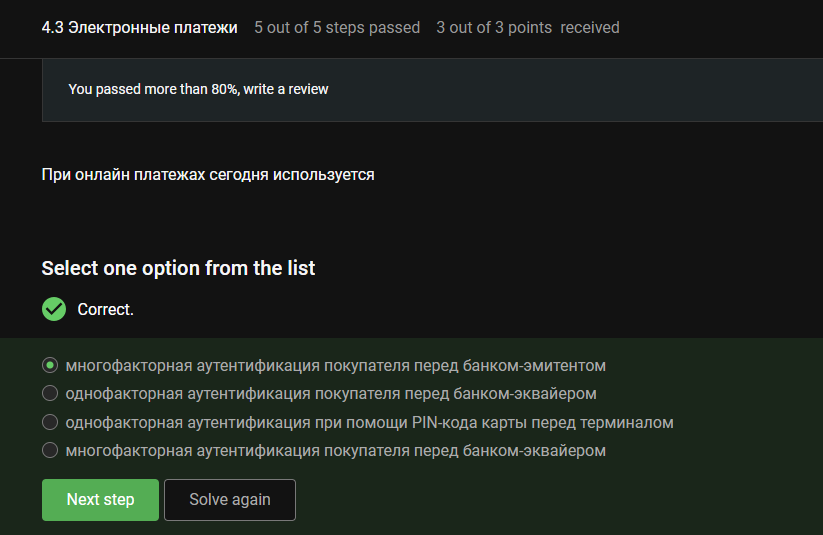 4.3 Электронные платежи 5 out of 5 steps passed 3 out of 3 points received
You passed more than 80%, write a review
При онлайн платежах сегодня используется
Select one option from the list
Correct.
многофакторная аутентификация покупателя перед банком-эмитентом
однофакторная аутентификация покупателя перед банком-эквайером
однофакторная аутентификация при помощи PIN-кода карты перед терминалом
многофакторная аутентификация покупателя перед банком-эквайером
Next step Solve again